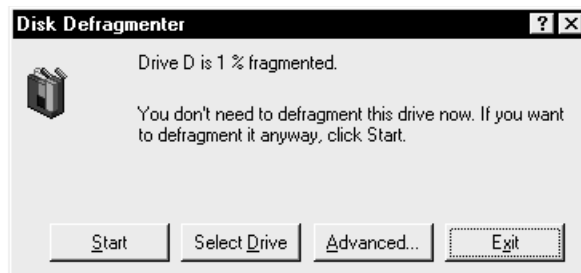 Disk Defragmenter
Drive D is 1 % fragmented.
You don't need to defragment this drive now. If you want
to defragment it anyway, click Start.
Start
Select Drive
Advanced...
Exit